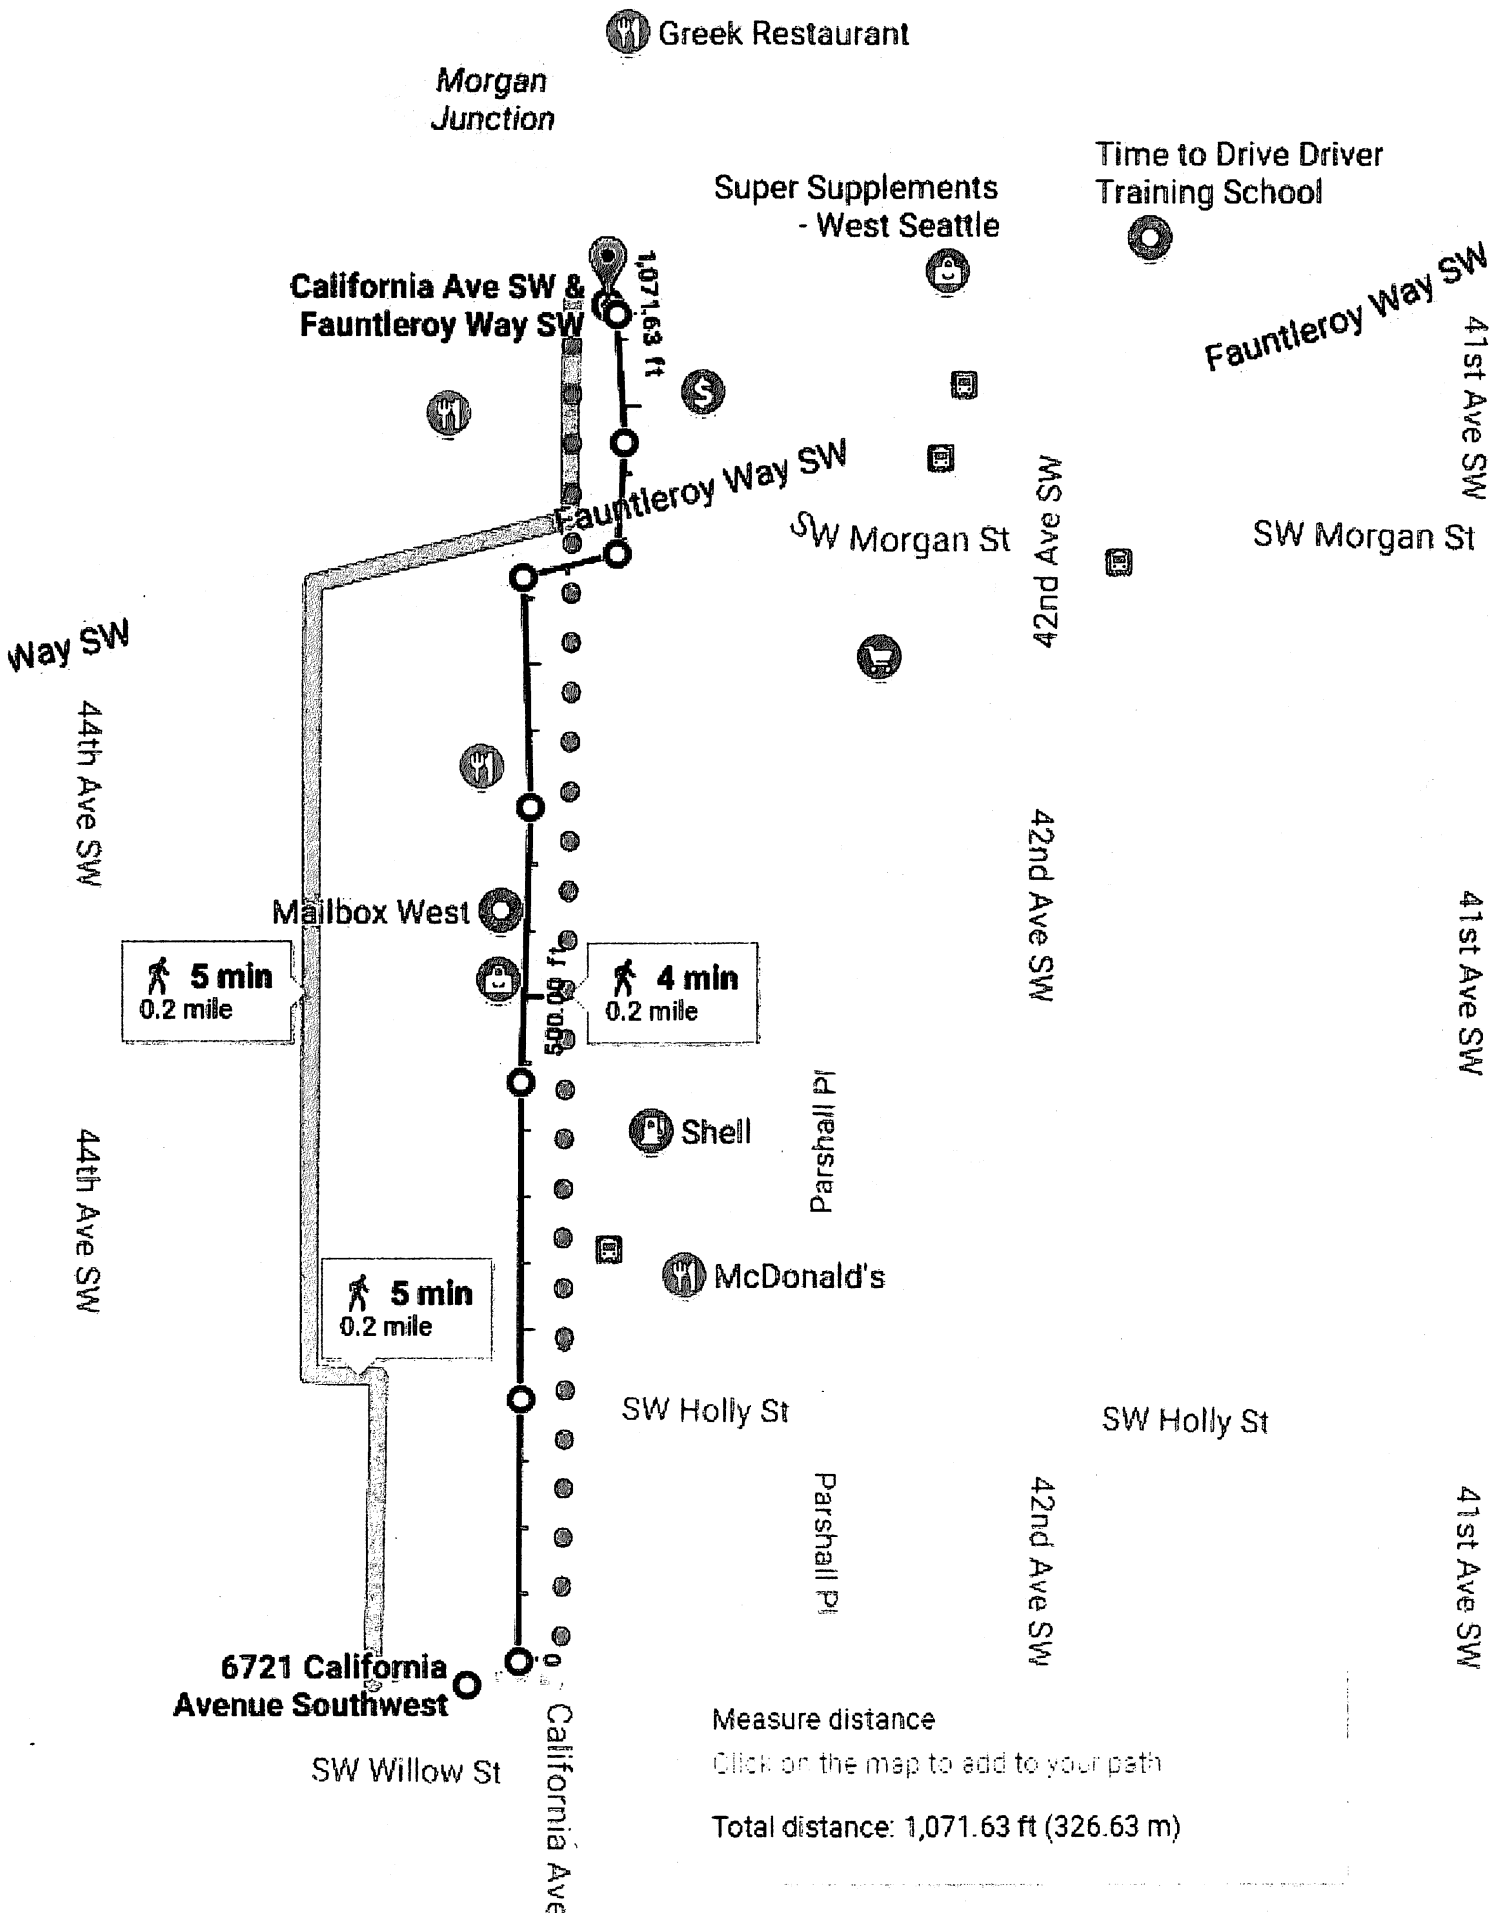 Greek Restaurant
Morgan
Junction
Time to Drive Driver
Training School
Super Supplements
- West Seattle
Fauntleroy Way SW
California Ave SW &
Fauntleroy Way SW
1,071.63 ft
41st Ave SW
$
Fauntleroy Way SW
42nd Ave SW
SW Morgan St
SW Morgan St
Way SW
44th Ave SW
42nd Ave SW
Mailbox West
41st Ave SW
5 min
0.2 mile
500.00 ft
4 min
0.2 mile
Shell
Parshall Pl
44th Ave SW
McDonald's
5 min
0.2 mile
SW Holly St
SW Holly St
Parshall Pl
42nd Ave SW
41st Ave SW
0
6721 California
Avenue Southwest
California Ave
SW Willow St
Measure distance
Click on the map to add to your path
Total distance: 1,071.63 ft (326.63 m)